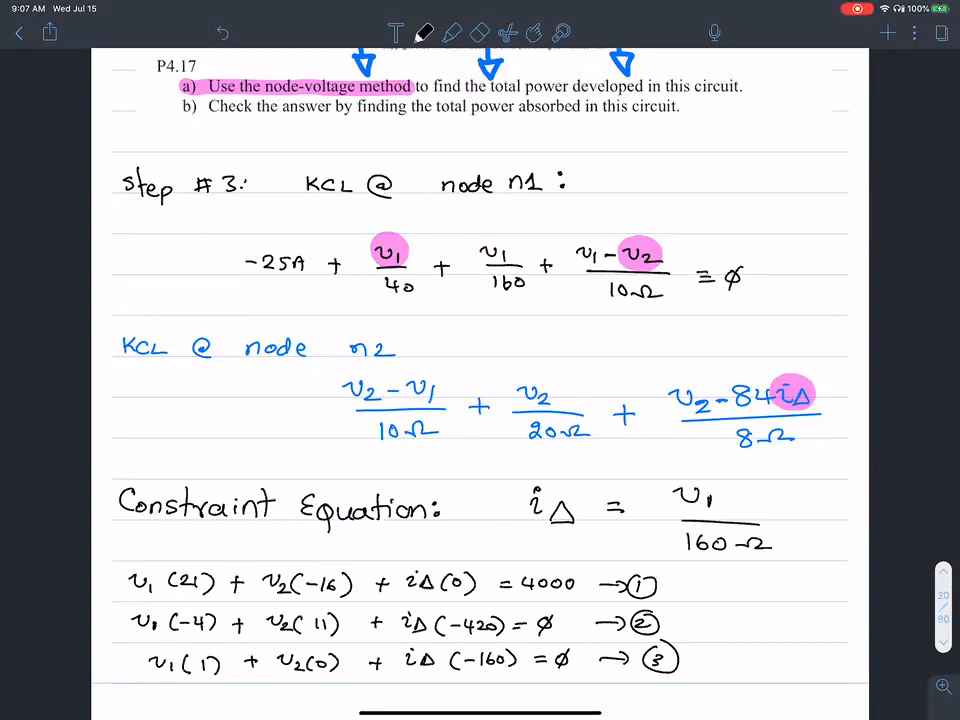 9:07 AM Wed Jul 15
100%
P4.17
a) Use the node-voltage method to find the total power developed in this circuit.
b) Check the answer by finding the total power absorbed in this circuit.
Step #3: KCL @ node n1:
-25A + v1/40 + v1/160 + (v1 - v2)/10Ω = ∅
KCL @ node n2
(v2 - v1)/10Ω + v2/20Ω + (v2 - 84iΔ)/8Ω
Constraint Equation: iΔ = v1/160Ω
v1(21) + v2(-16) + iΔ(0) = 4000 → ①
v1(-4) + v2(11) + iΔ(-420) = ∅ → ②
v1(1) + v2(0) + iΔ(-160) = ∅ → ③
20
/
80